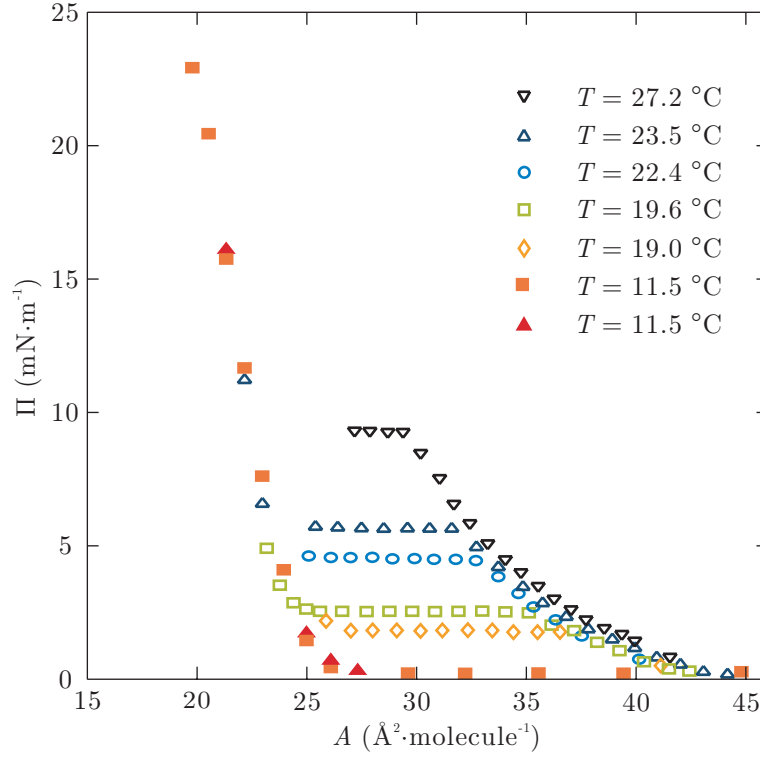 T = 27.2 °C
T = 23.5 °C
T = 22.4 °C
T = 19.6 °C
T = 19.0 °C
T = 11.5 °C
T = 11.5 °C
Π (mN·m⁻¹)
25
20
15
10
5
0
15 20 25 30 35 40 45
A (Å²·molecule⁻¹)